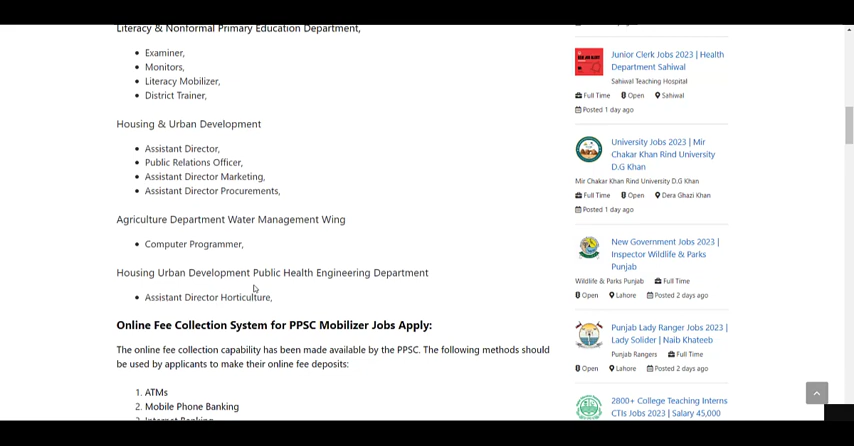 Literacy & Nonformal Primary Education Department,
Examiner,
Monitors,
Literacy Mobilizer,
District Trainer,
Housing & Urban Development
Assistant Director,
Public Relations Officer,
Assistant Director Marketing,
Assistant Director Procurements,
Agriculture Department Water Management Wing
Computer Programmer,
Housing Urban Development Public Health Engineering Department
Assistant Director Horticulture,
Online Fee Collection System for PPSC Mobilizer Jobs Apply:
The online fee collection capability has been made available by the PPSC. The following methods should
be used by applicants to make their online fee deposits:
1. ATMs
2. Mobile Phone Banking
3. Internet Banking
Junior Clerk Jobs 2023 | Health
Department Sahiwal
Sahiwal Teaching Hospital
Full Time Open Sahiwal
Posted 1 day ago
University Jobs 2023 | Mir
Chakar Khan Rind University
D.G Khan
Mir Chakar Khan Rind University D.G Khan
Full Time Open Dera Ghazi Khan
Posted 1 day ago
New Government Jobs 2023 |
Inspector Wildlife & Parks
Punjab
Wildlife & Parks Punjab Full Time
Open Lahore Posted 2 days ago
Punjab Lady Ranger Jobs 2023 |
Lady Solider | Naib Khateeb
Punjab Rangers Full Time
Open Lahore Posted 2 days ago
2800+ College Teaching Interns
CTIs Jobs 2023 | Salary 45,000